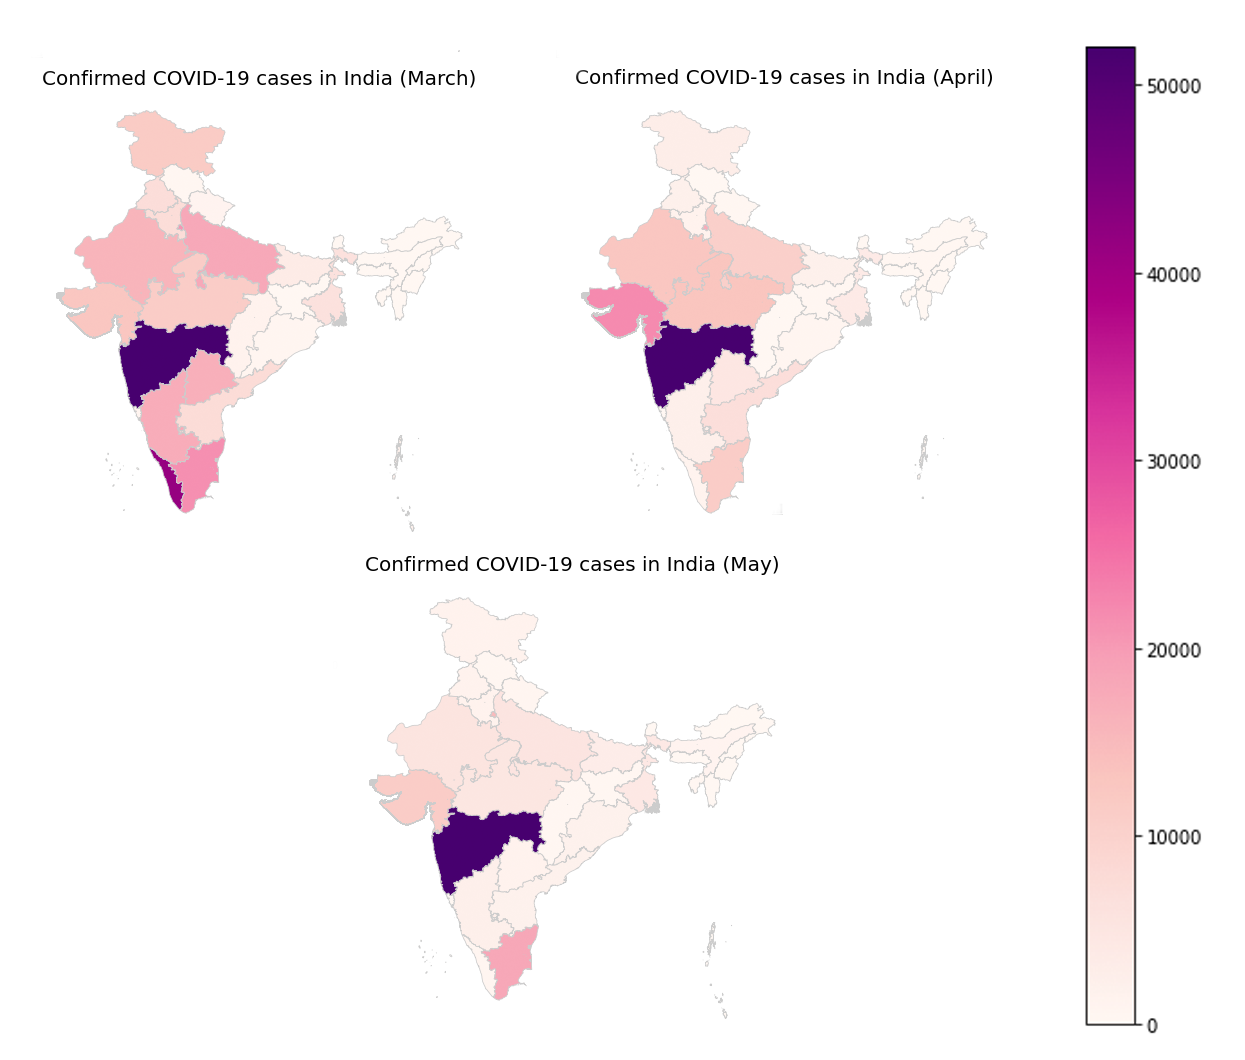 Confirmed COVID-19 cases in India (March)
Confirmed COVID-19 cases in India (April)
50000
40000
30000
20000
10000
0
Confirmed COVID-19 cases in India (May)